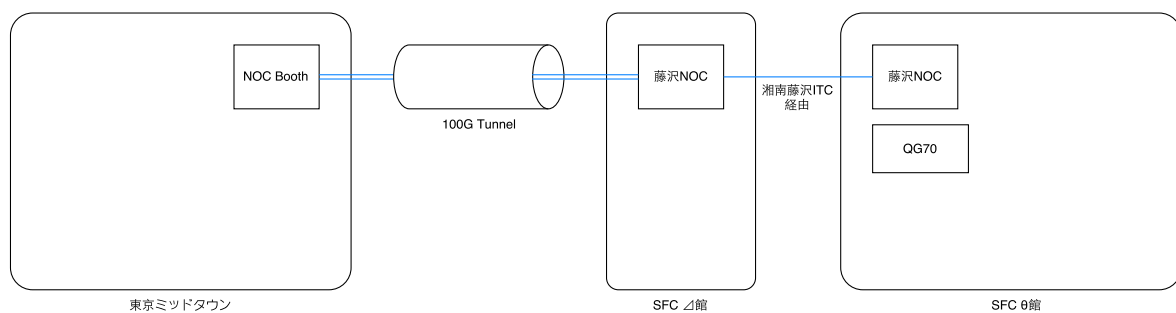 NOC Booth
100G Tunnel
藤沢NOC
湘南藤沢ITC
経由
藤沢NOC
QG70
東京ミッドタウン
SFC ⊿館
SFC θ館